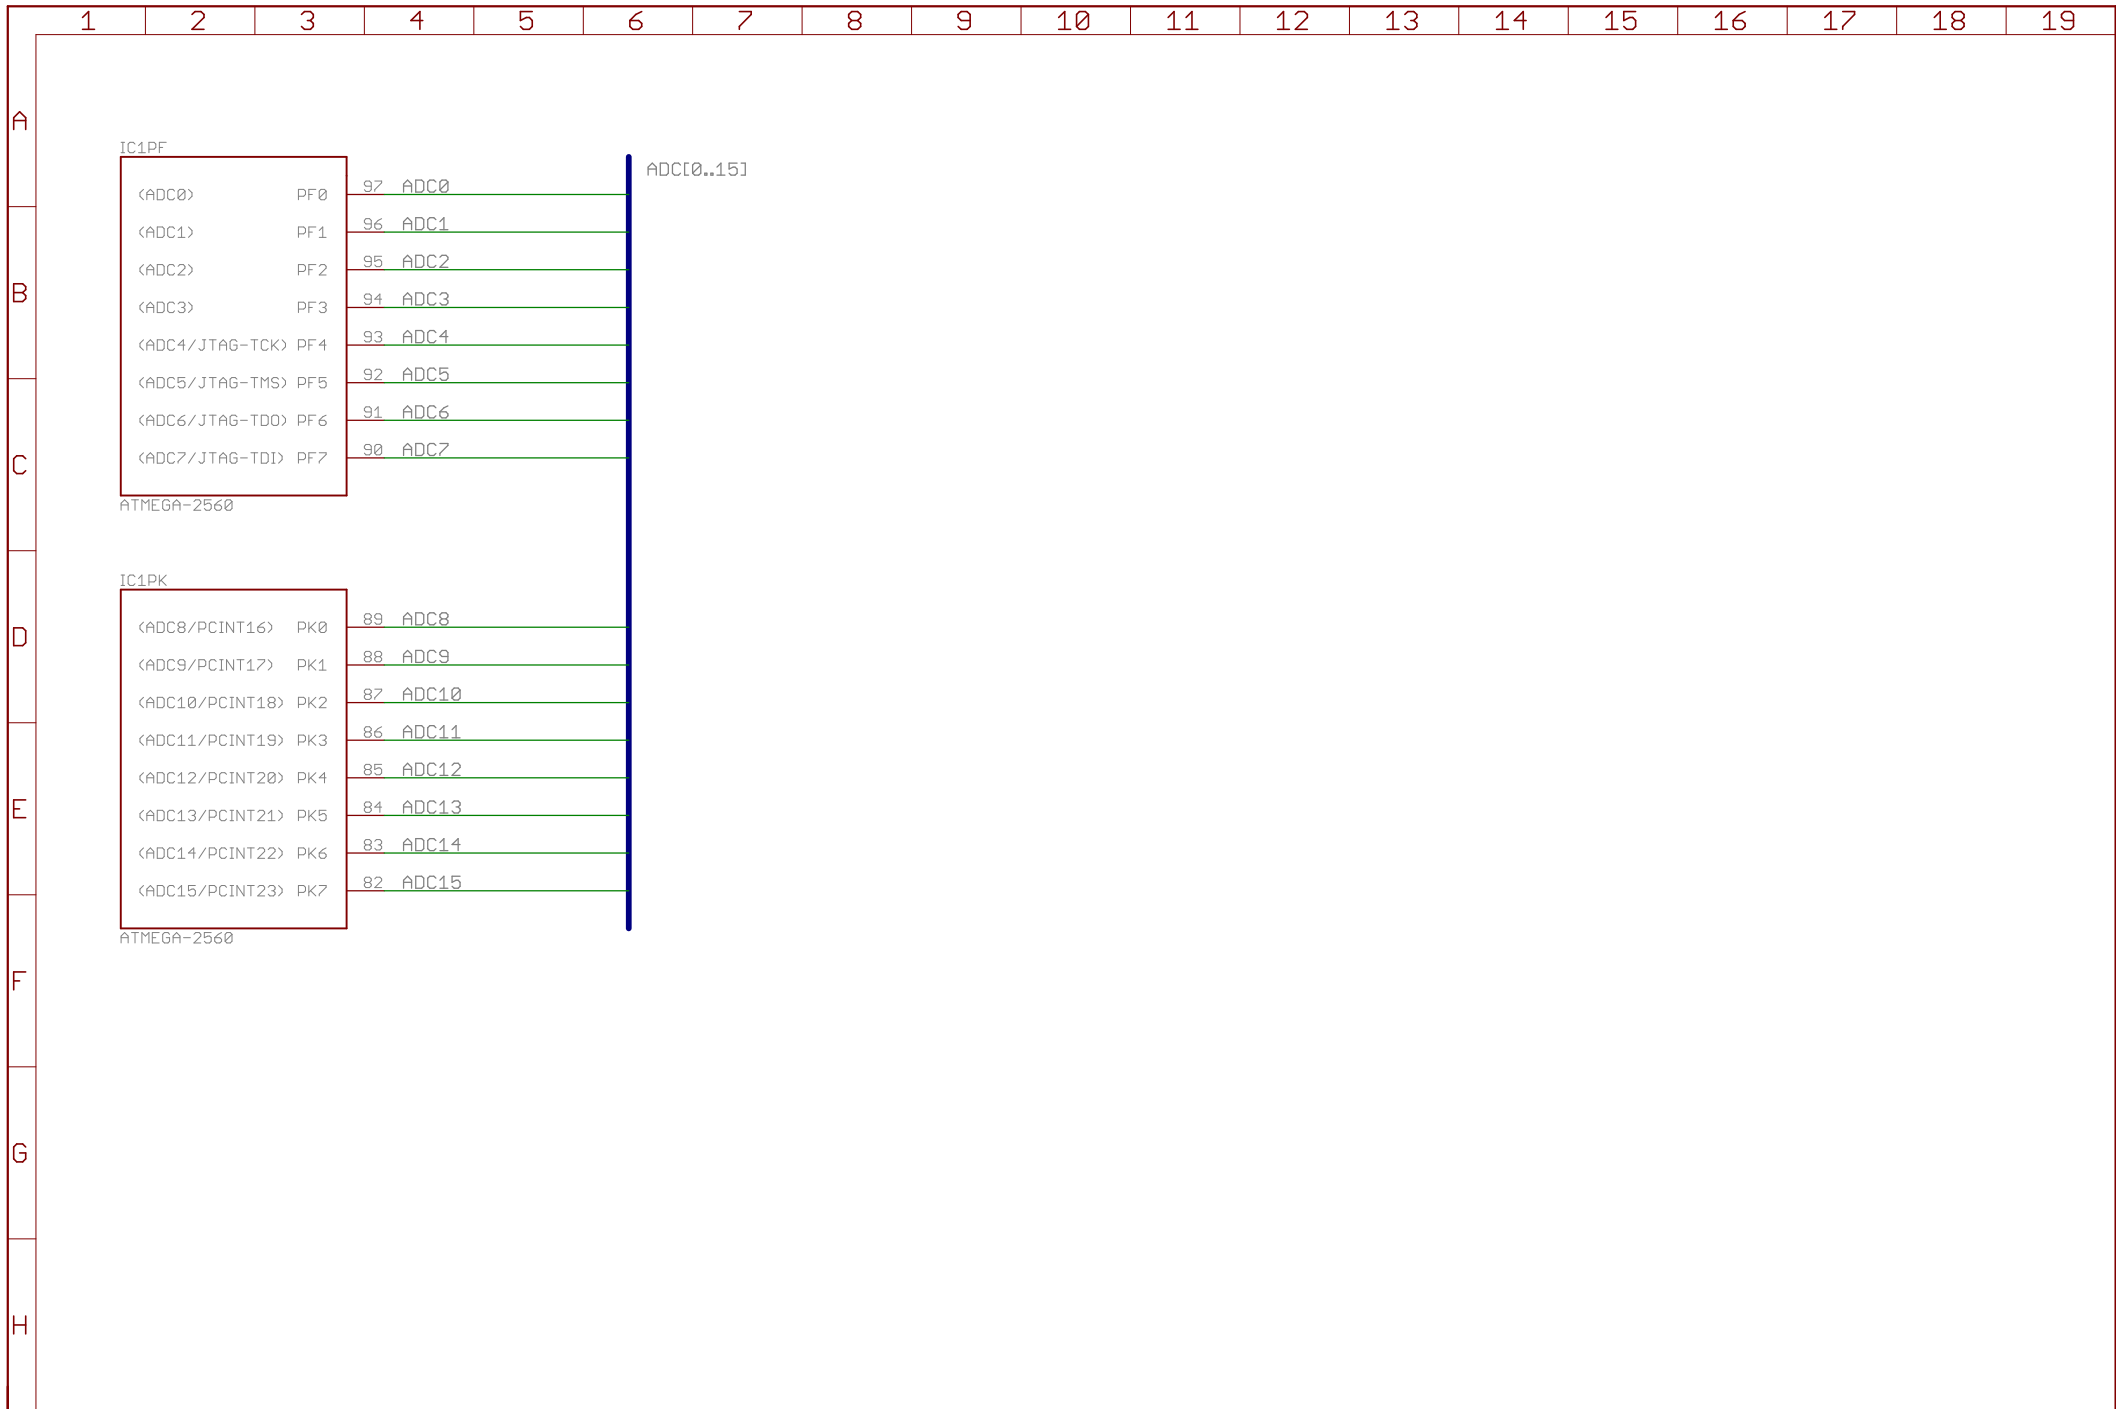 1 2 3 4 5 6 7 8 9 10 11 12 13 14 15 16 17 18 19
A
IC1PF
ADC[0..15]
(ADC0) PF0 97 ADC0
(ADC1) PF1 96 ADC1
(ADC2) PF2 95 ADC2
B
(ADC3) PF3 94 ADC3
(ADC4/JTAG-TCK) PF4 93 ADC4
(ADC5/JTAG-TMS) PF5 92 ADC5
(ADC6/JTAG-TDO) PF6 91 ADC6
(ADC7/JTAG-TDI) PF7 90 ADC7
C
ATMEGA-2560
IC1PK
(ADC8/PCINT16) PK0 89 ADC8
D
(ADC9/PCINT17) PK1 88 ADC9
(ADC10/PCINT18) PK2 87 ADC10
(ADC11/PCINT19) PK3 86 ADC11
(ADC12/PCINT20) PK4 85 ADC12
E
(ADC13/PCINT21) PK5 84 ADC13
(ADC14/PCINT22) PK6 83 ADC14
(ADC15/PCINT23) PK7 82 ADC15
ATMEGA-2560
F
G
H